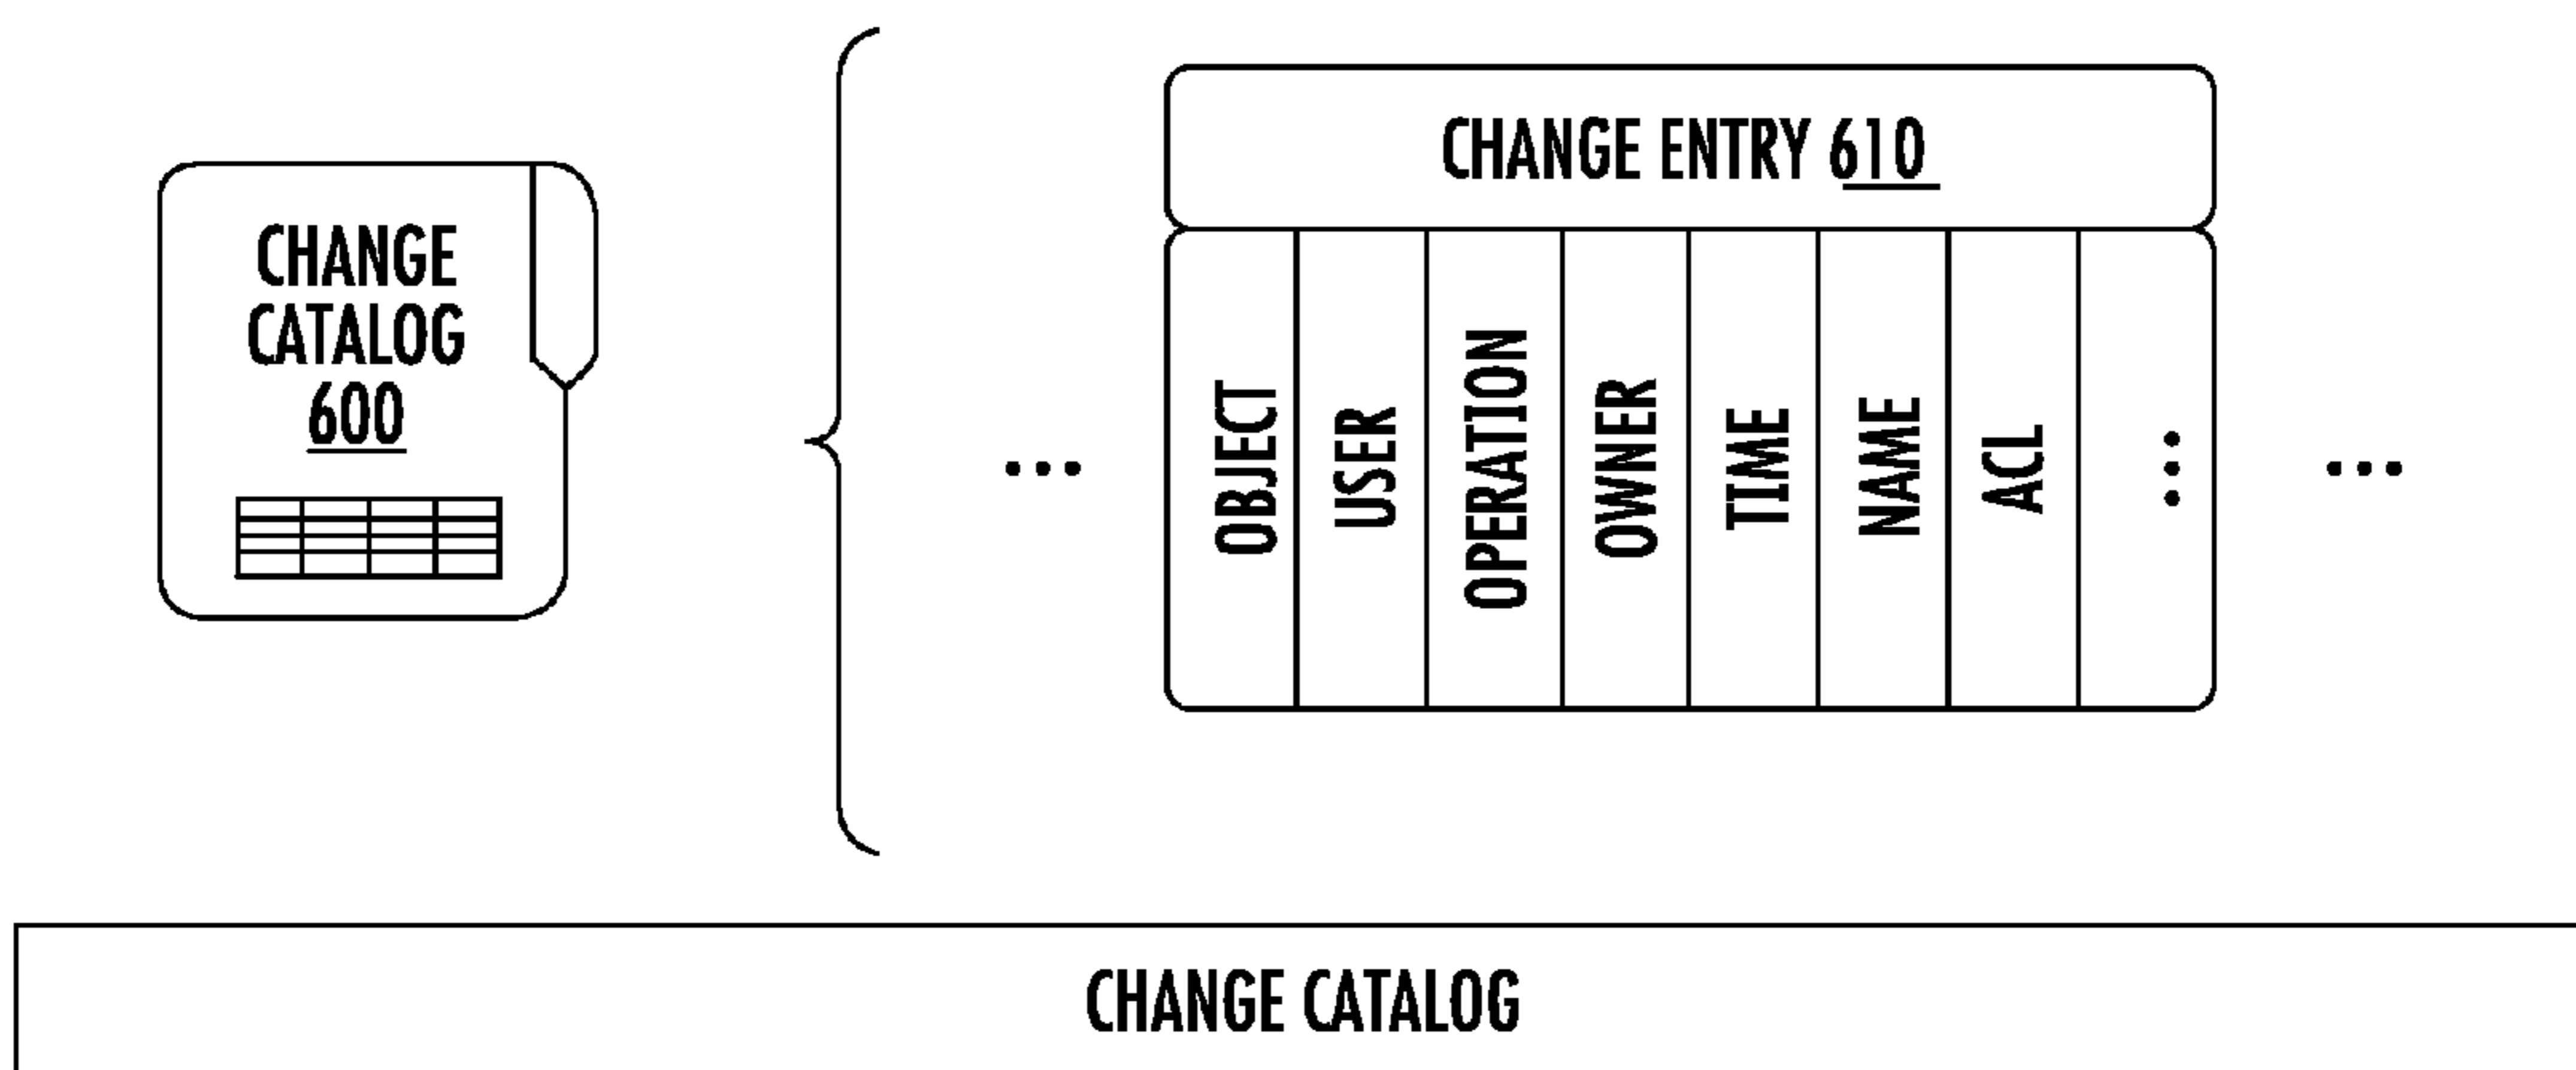 CHANGE
CATALOG
600
...
CHANGE ENTRY 610
OBJECT
USER
OPERATION
OWNER
TIME
NAME
ACL
...
...
CHANGE CATALOG